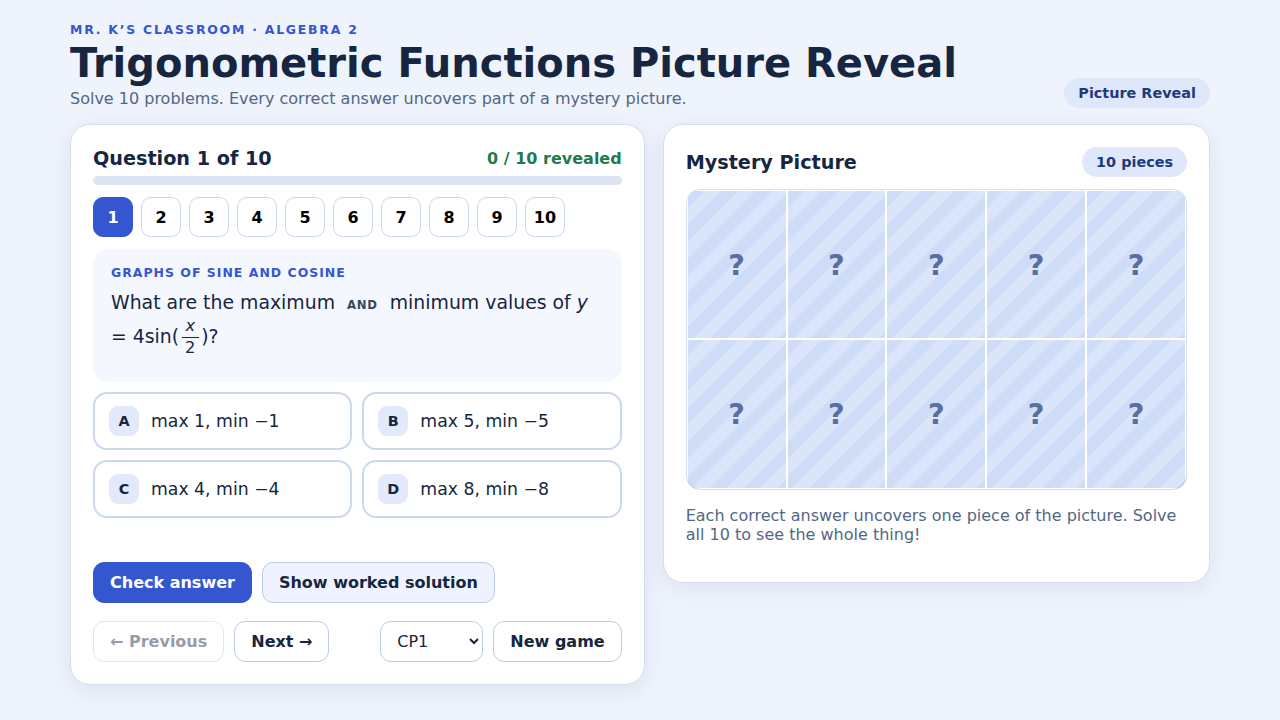 MR. K’S CLASSROOM · ALGEBRA 2
Trigonometric Functions Picture Reveal
Solve 10 problems. Every correct answer uncovers part of a mystery picture.
Picture Reveal
Question 1 of 10
0 / 10 revealed
1 2 3 4 5 6 7 8 9 10
GRAPHS OF SINE AND COSINE
What are the maximum AND minimum values of y
= 4sin(x/2)?
A max 1, min −1
B max 5, min −5
C max 4, min −4
D max 8, min −8
Check answer
Show worked solution
← Previous
Next →
CP1
New game
Mystery Picture
10 pieces
? ? ? ? ?
? ? ? ? ?
Each correct answer uncovers one piece of the picture. Solve
all 10 to see the whole thing!